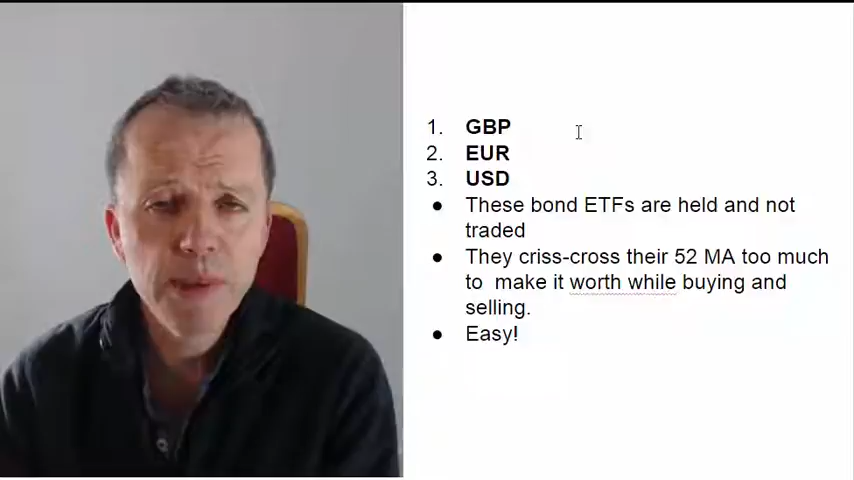 1. GBP
2. EUR
3. USD
● These bond ETFs are held and not
traded
● They criss-cross their 52 MA too much
to  make it worth while buying and
selling.
● Easy!